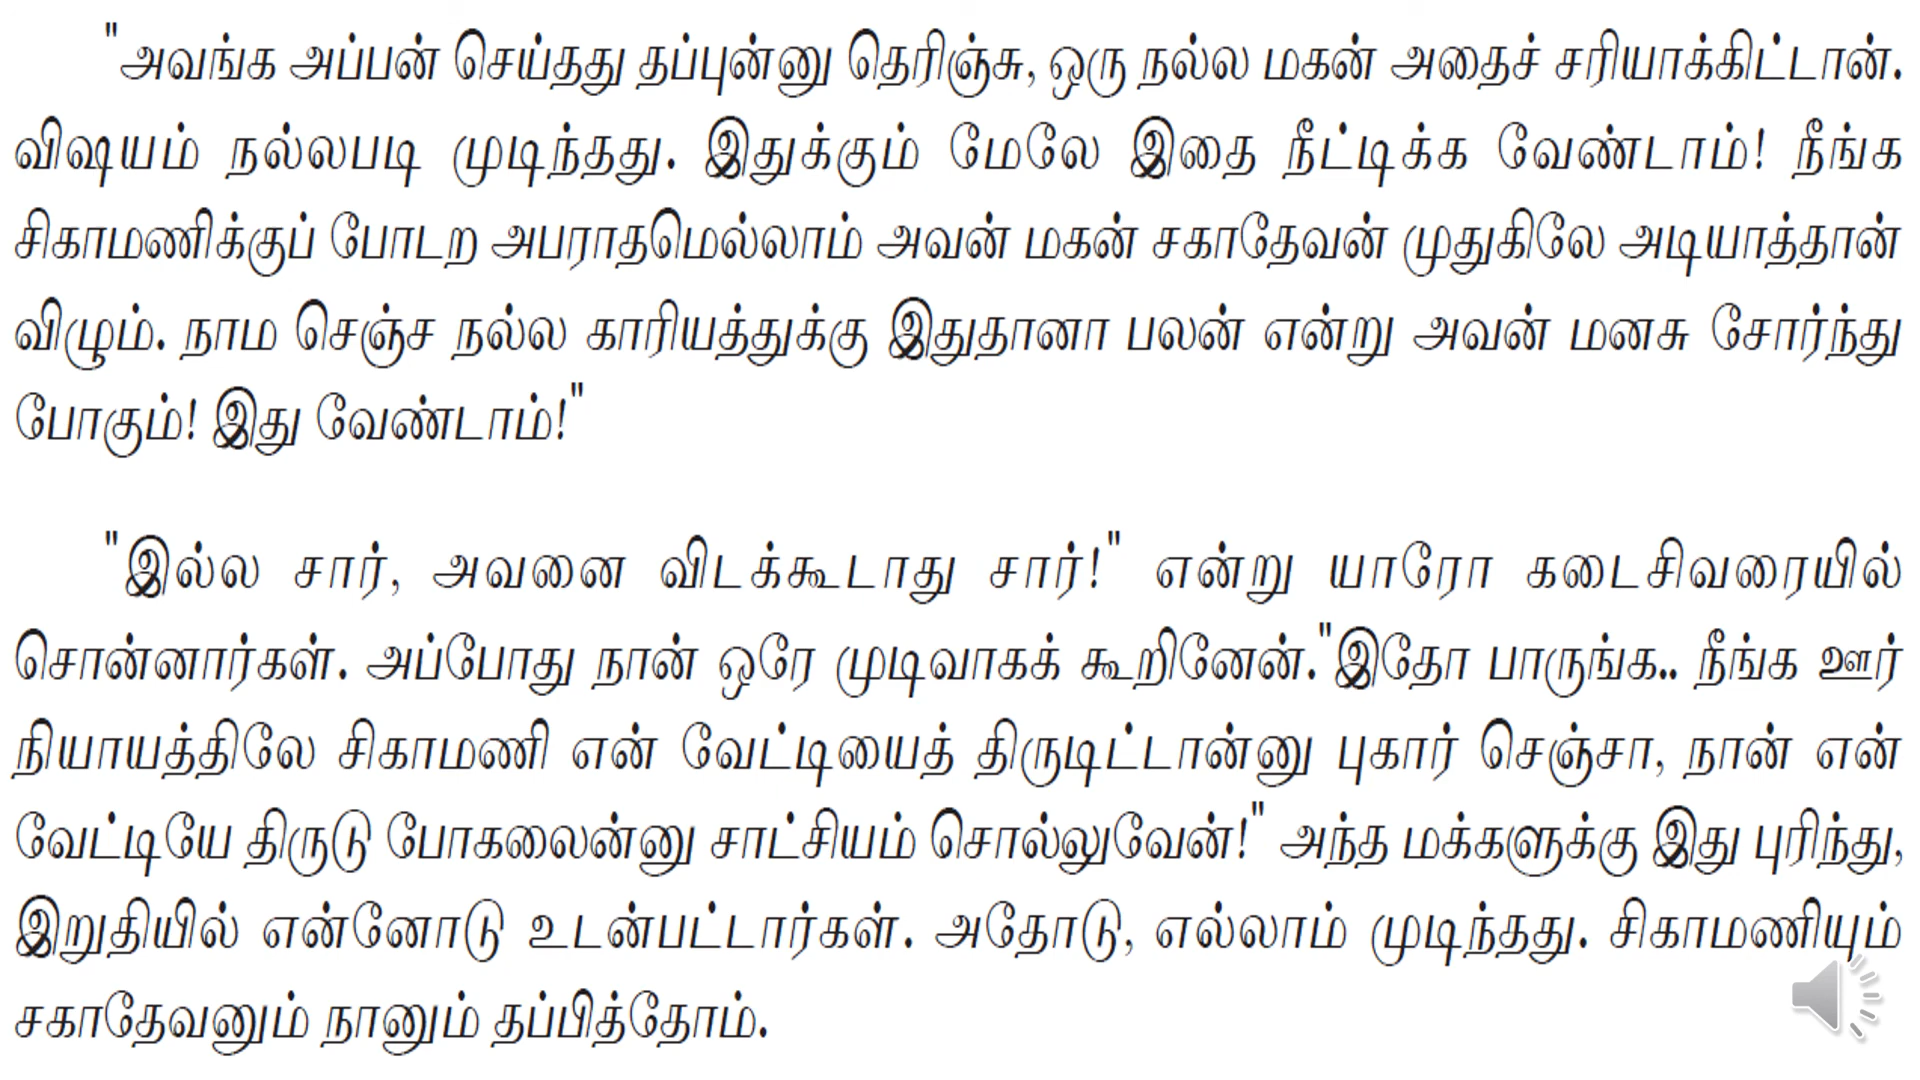 "அவங்க அப்பன் செய்தது தப்புன்னு தெரிஞ்சு, ஒரு நல்ல மகன் அதைச் சரியாக்கிட்டான்.
விஷயம் நல்லபடி முடிந்தது. இதுக்கும் மேலே இதை நீட்டிக்க வேண்டாம்! நீங்க
சிகாமணிக்குப் போடற அபராதமெல்லாம் அவன் மகன் சகாதேவன் முதுகிலே அடியாத்தான்
விழும். நாம செஞ்ச நல்ல காரியத்துக்கு இதுதானா பலன் என்று அவன் மனசு சோர்ந்து
போகும்! இது வேண்டாம்!"
"இல்ல சார், அவனை விடக்கூடாது சார்!" என்று யாரோ கடைசிவரையில்
சொன்னார்கள். அப்போது நான் ஒரே முடிவாகக் கூறினேன்."இதோ பாருங்க.. நீங்க ஊர்
நியாயத்திலே சிகாமணி என் வேட்டியைத் திருடிட்டான்னு புகார் செஞ்சா, நான் என்
வேட்டியே திருடு போகலைன்னு சாட்சியம் சொல்லுவேன்!" அந்த மக்களுக்கு இது புரிந்து,
இறுதியில் என்னோடு உடன்பட்டார்கள். அதோடு, எல்லாம் முடிந்தது. சிகாமணியும்
சகாதேவனும் நானும் தப்பித்தோம்.